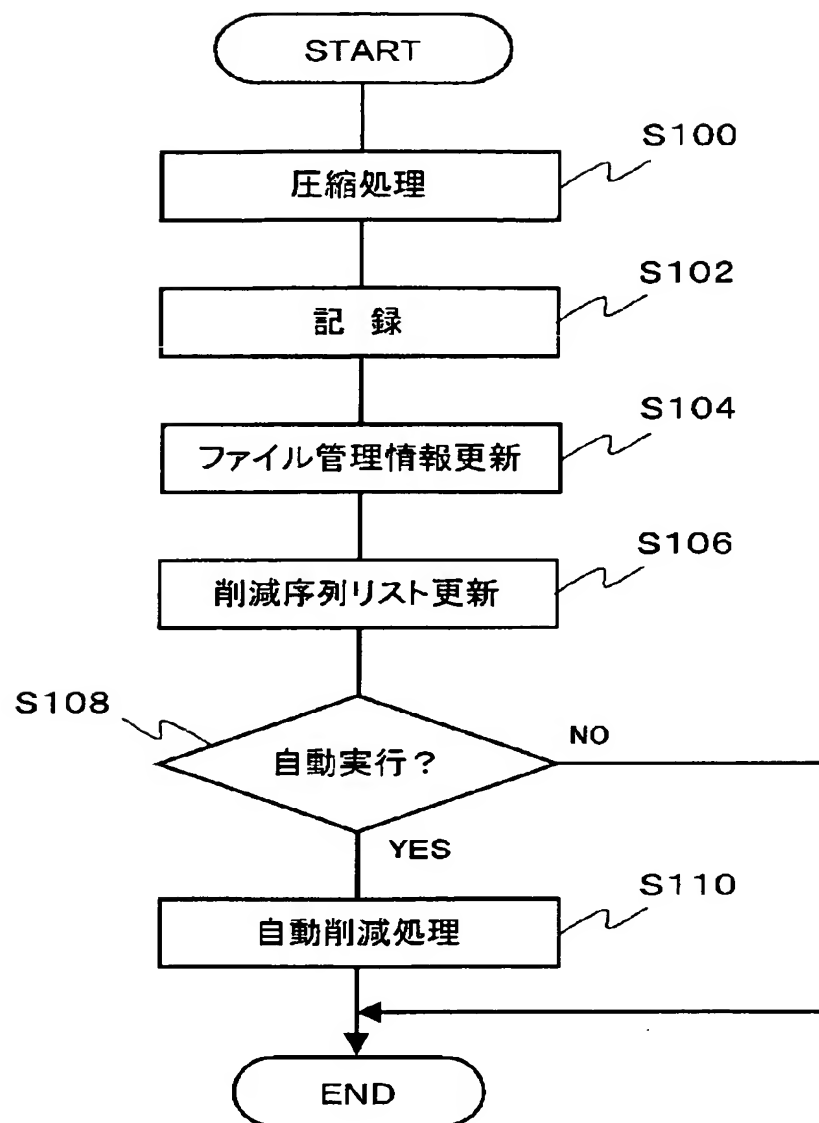 START
S100
圧縮処理
S102
記 録
S104
ファイル管理情報更新
S106
削減序列リスト更新
S108
自動実行？
NO
YES
S110
自動削減処理
END